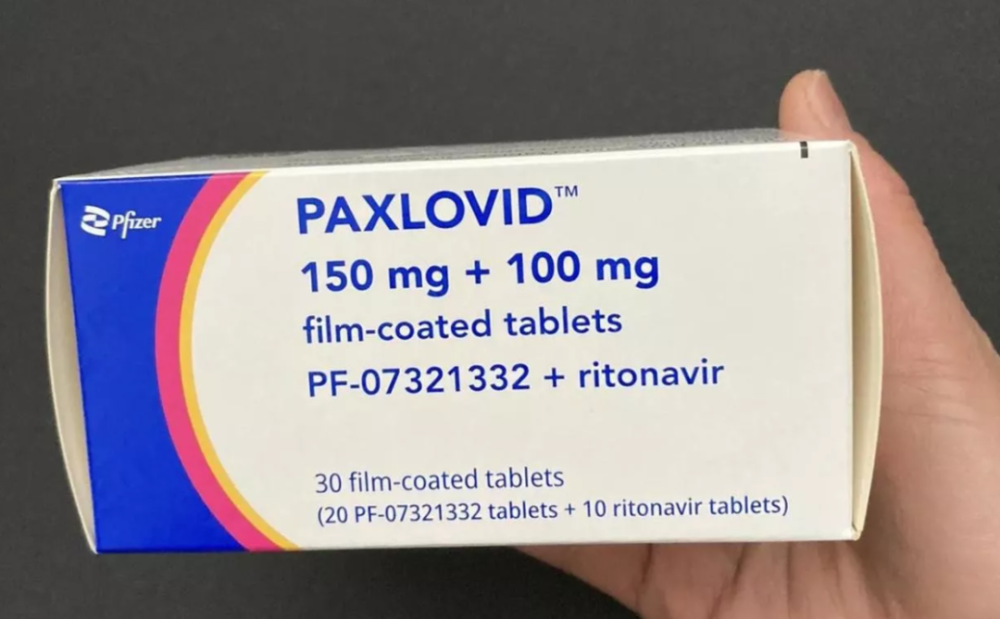 Pfizer
PAXLOVID™
150 mg + 100 mg
film-coated tablets
PF-07321332 + ritonavir
30 film-coated tablets
(20 PF-07321332 tablets + 10 ritonavir tablets)